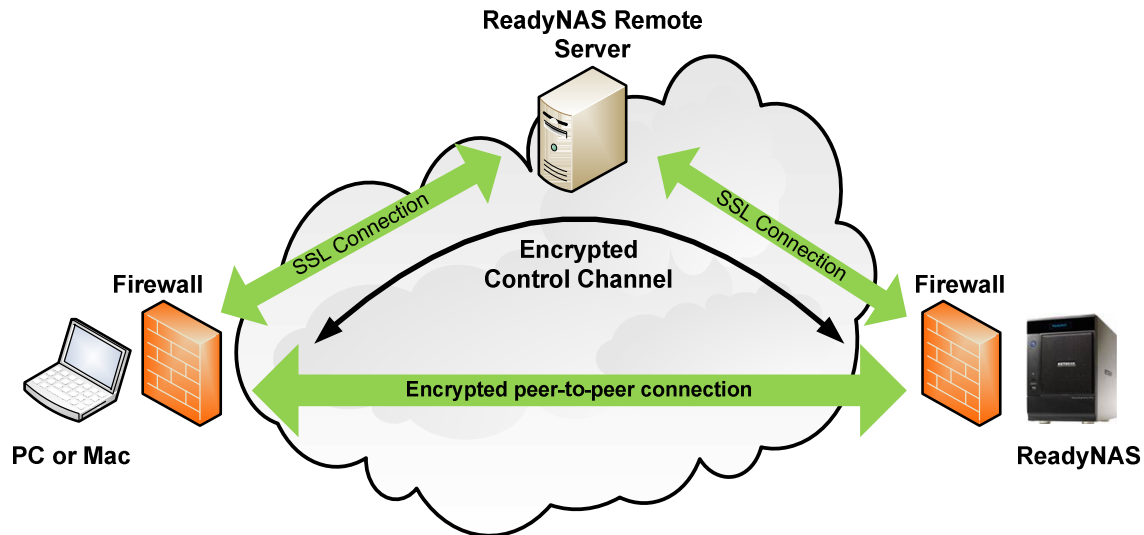 ReadyNAS Remote
Server
SSL Connection
SSL Connection
Encrypted
Control Channel
Firewall
Firewall
Encrypted peer-to-peer connection
PC or Mac
ReadyNAS
NETGEAR